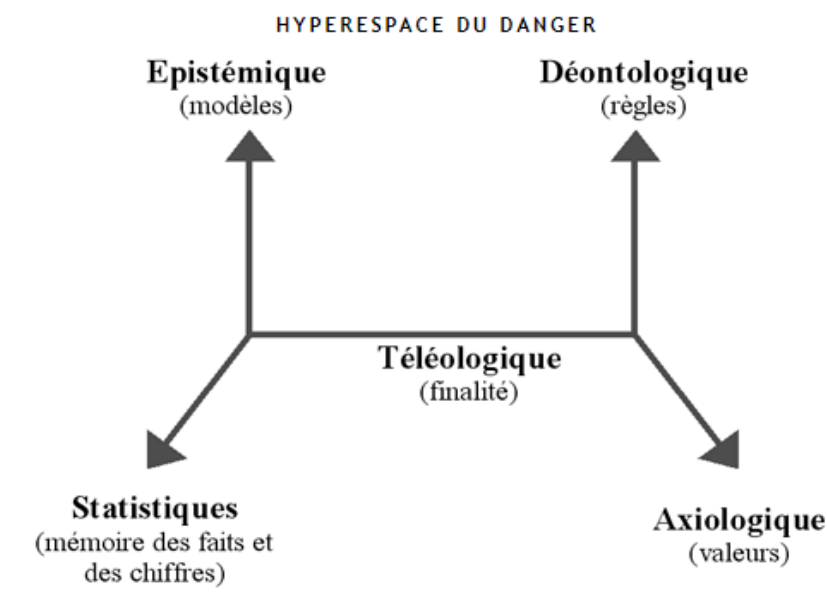 HYPERESPACE DU DANGER
Epistémique
(modèles)
Déontologique
(règles)
Téléologique
(finalité)
Statistiques
(mémoire des faits et
des chiffres)
Axiologique
(valeurs)